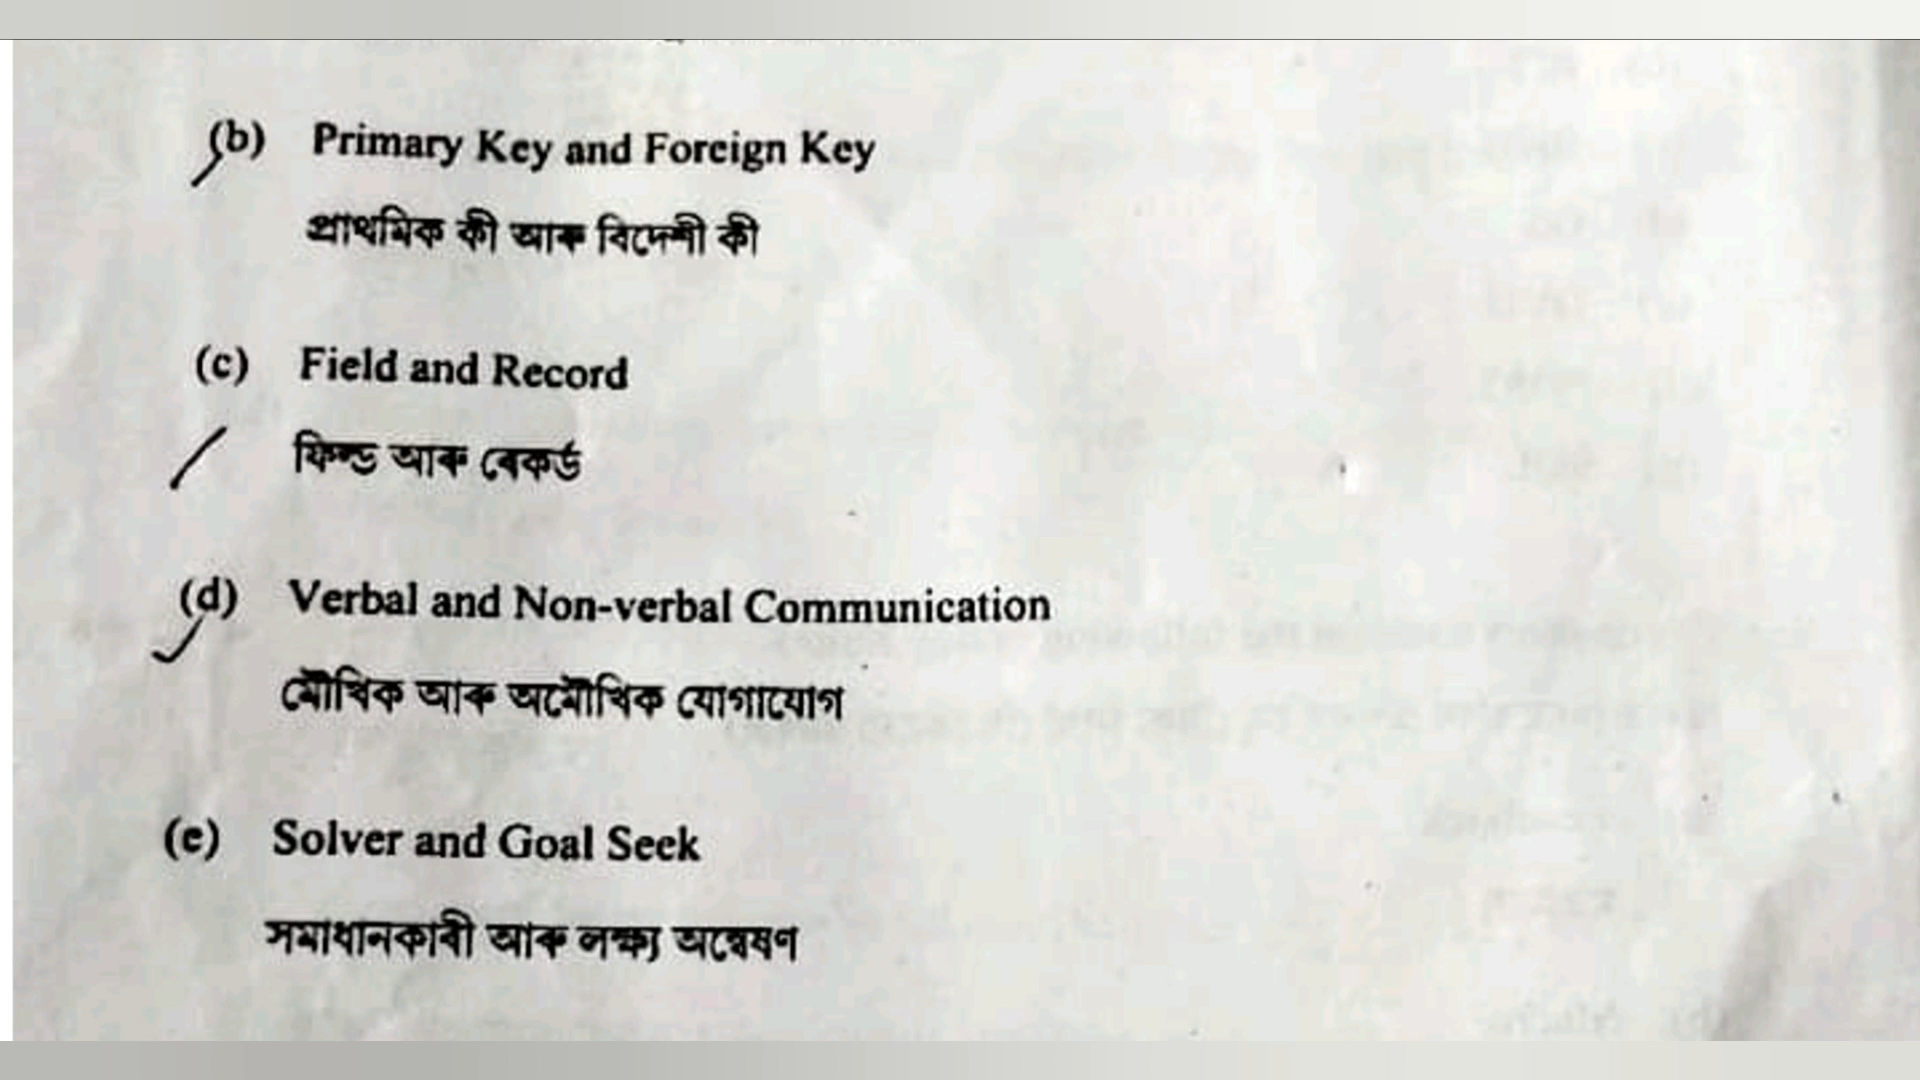 (b) Primary Key and Foreign Key
প্ৰাথমিক কী আৰু বিদেশী কী
(c) Field and Record
ফিল্ড আৰু ৰেকৰ্ড
(d) Verbal and Non-verbal Communication
মৌখিক আৰু অমৌখিক যোগাযোগ
(e) Solver and Goal Seek
সমাধানকাৰী আৰু লক্ষ্য অন্বেষণ